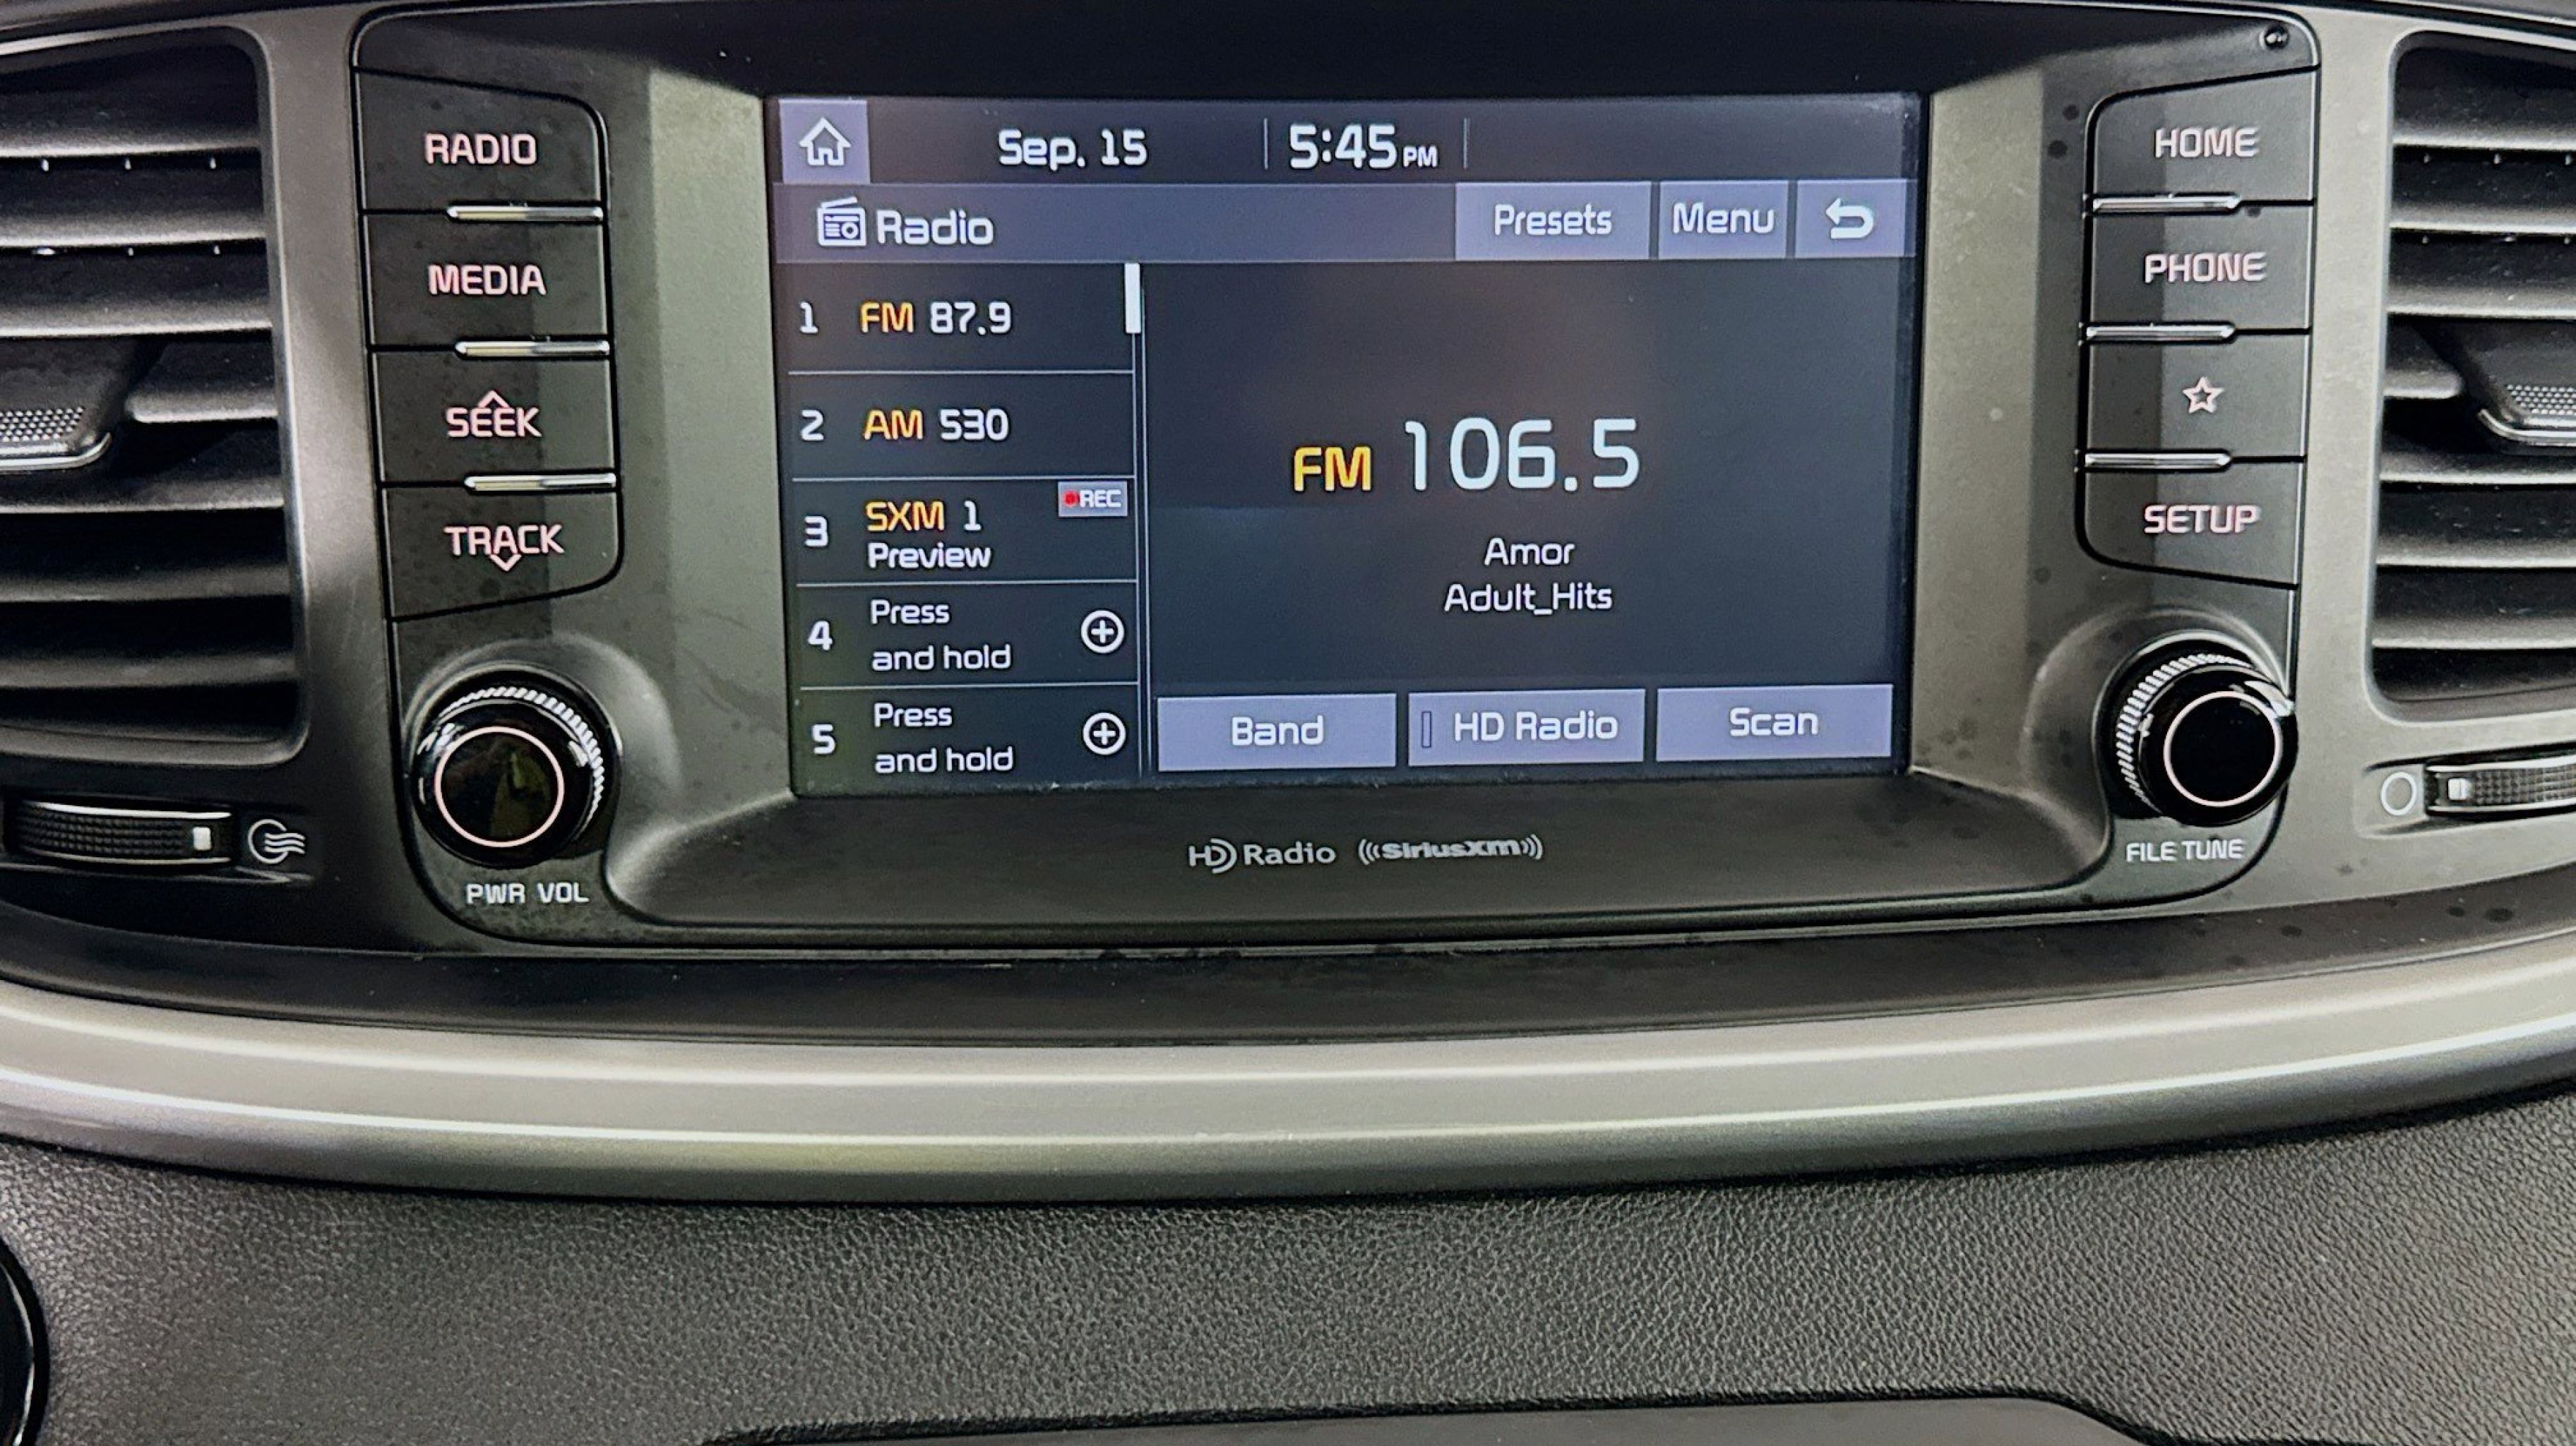 RADIO
MEDIA
SEEK
TRACK
PWR VOL
Sep. 15
5:45 PM
Radio
Presets
Menu
1 FM 87.9
2 AM 530
3 SXM 1
REC
Preview
4 Press
and hold
5 Press
and hold
FM 106.5
Amor
Adult_Hits
Band
HD Radio
Scan
HD Radio ((SiriusXM))
HOME
PHONE
SETUP
FILE TUNE